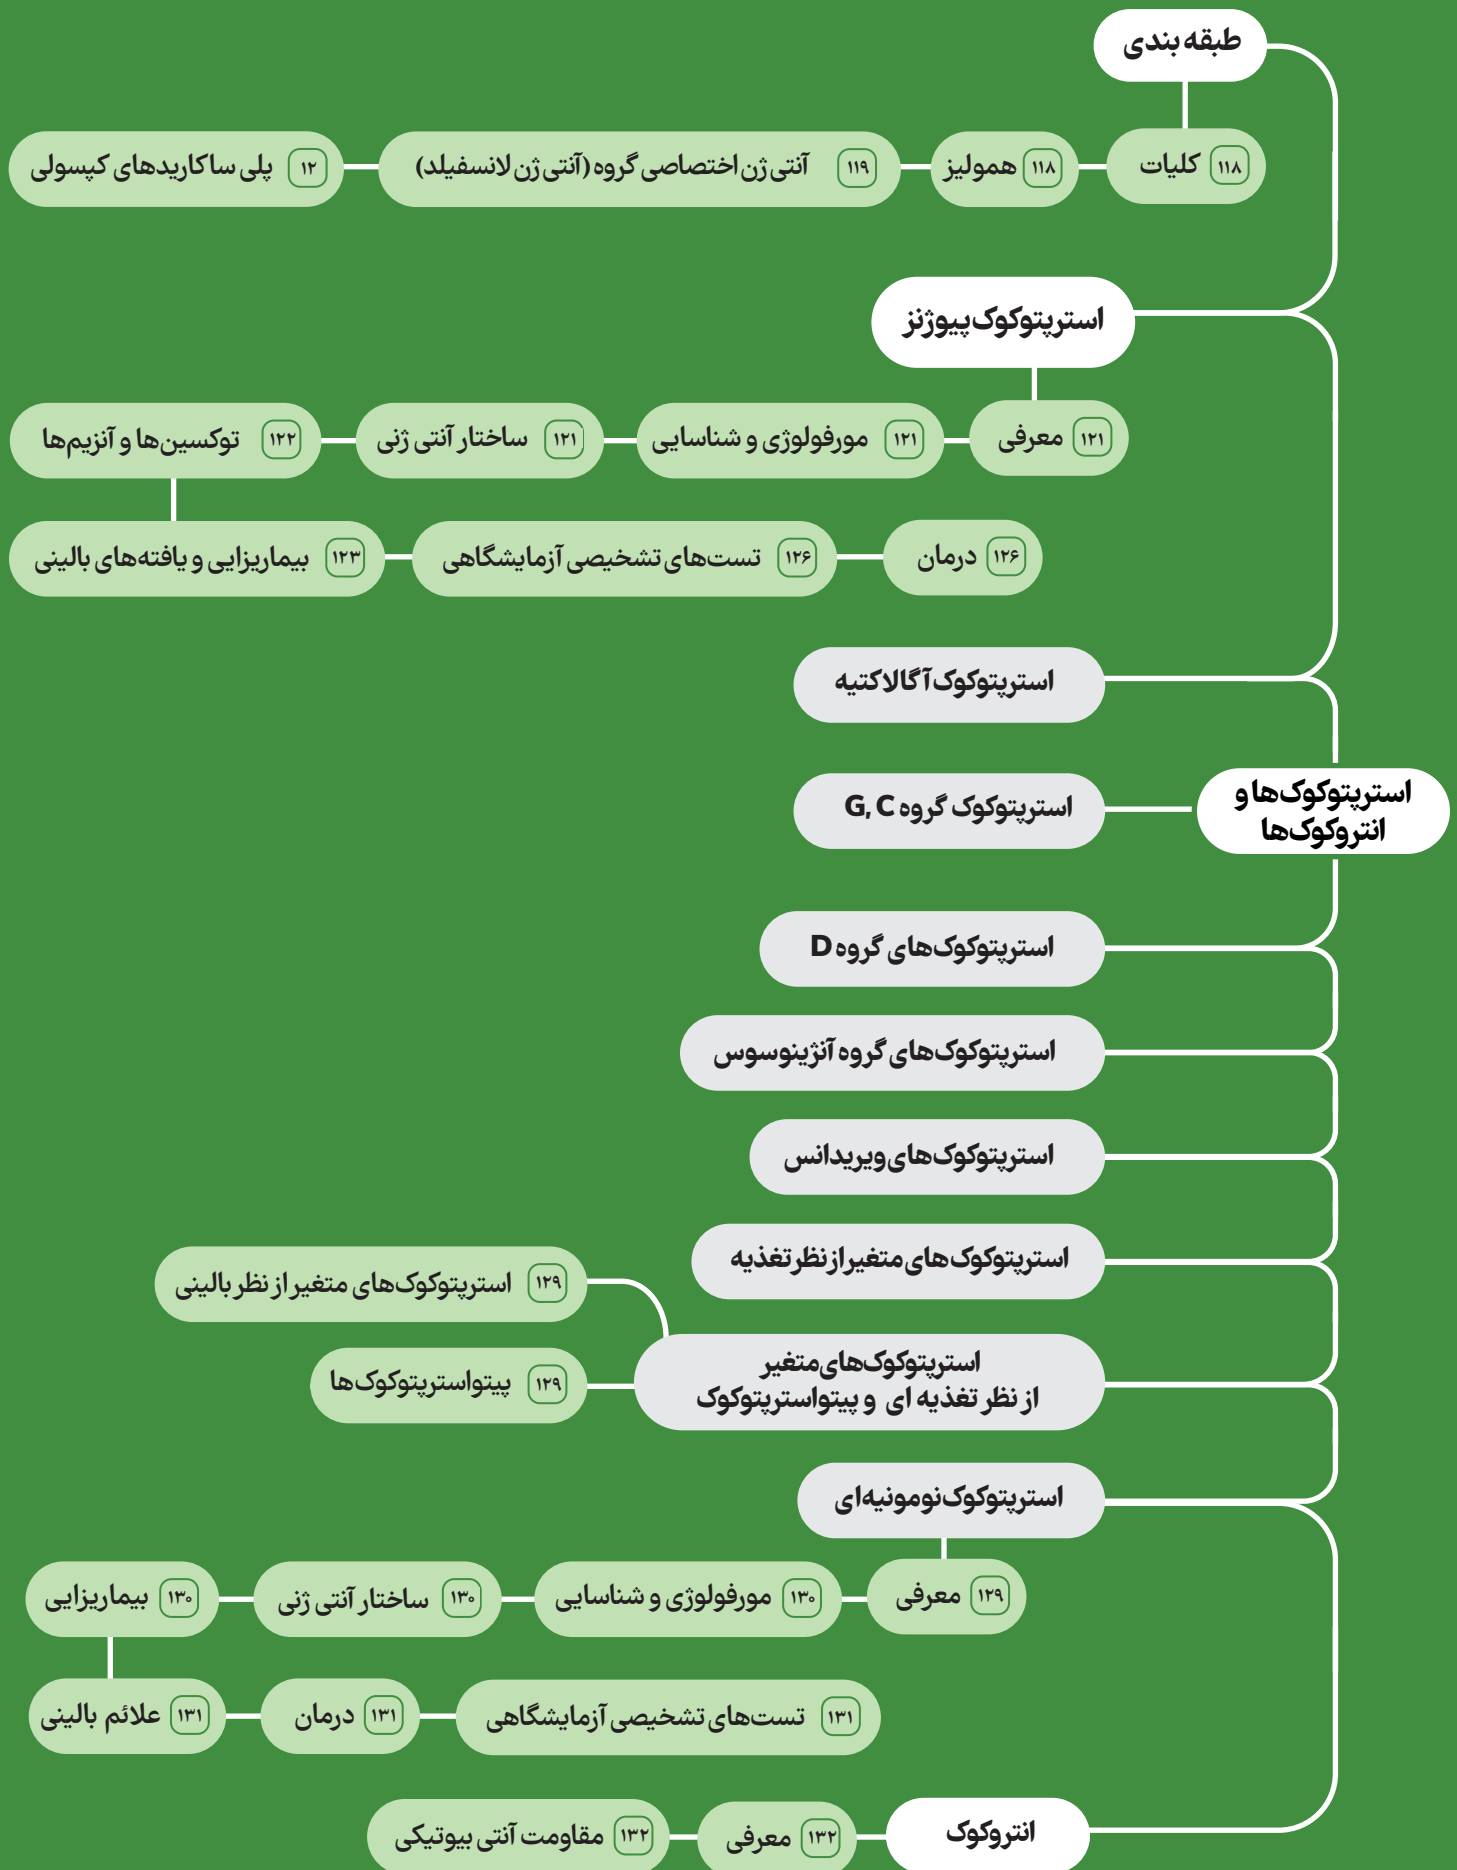 طبقه بندی
۱۱۸ کلیات
۱۱۸ همولیز
۱۱۹ آنتی ژن اختصاصی گروه (آنتی ژن لانسفیلد)
۱۲ پلی ساکاریدهای کپسولی
استرپتوکوک پیوژنز
۱۲۱ معرفی
۱۲۱ مورفولوژی و شناسایی
۱۲۱ ساختار آنتی ژنی
۱۲۲ توکسین‌ها و آنزیم‌ها
۱۲۳ بیماریزایی و یافته‌های بالینی
۱۲۶ تست‌های تشخیصی آزمایشگاهی
۱۲۶ درمان
استرپتوکوک آگالاکتیه
استرپتوکوک‌ها و
انتروکوک‌ها
استرپتوکوک گروه G, C
استرپتوکوک‌های گروه D
استرپتوکوک‌های گروه آنژینوسوس
استرپتوکوک‌های ویریدانس
استرپتوکوک‌های متغیر از نظر تغذیه
استرپتوکوک‌های متغیر
از نظر تغذیه ای و پیتواسترپتوکوک
۱۲۹ استرپتوکوک‌های متغیر از نظر بالینی
۱۲۹ پیتواسترپتوکوک‌ها
استرپتوکوک نومونیه‌ای
۱۲۹ معرفی
۱۳۰ مورفولوژی و شناسایی
۱۳۰ ساختار آنتی ژنی
۱۳۰ بیماریزایی
۱۳۱ علائم بالینی
۱۳۱ درمان
۱۳۱ تست‌های تشخیصی آزمایشگاهی
انتروکوک
۱۳۲ معرفی
۱۳۲ مقاومت آنتی بیوتیکی